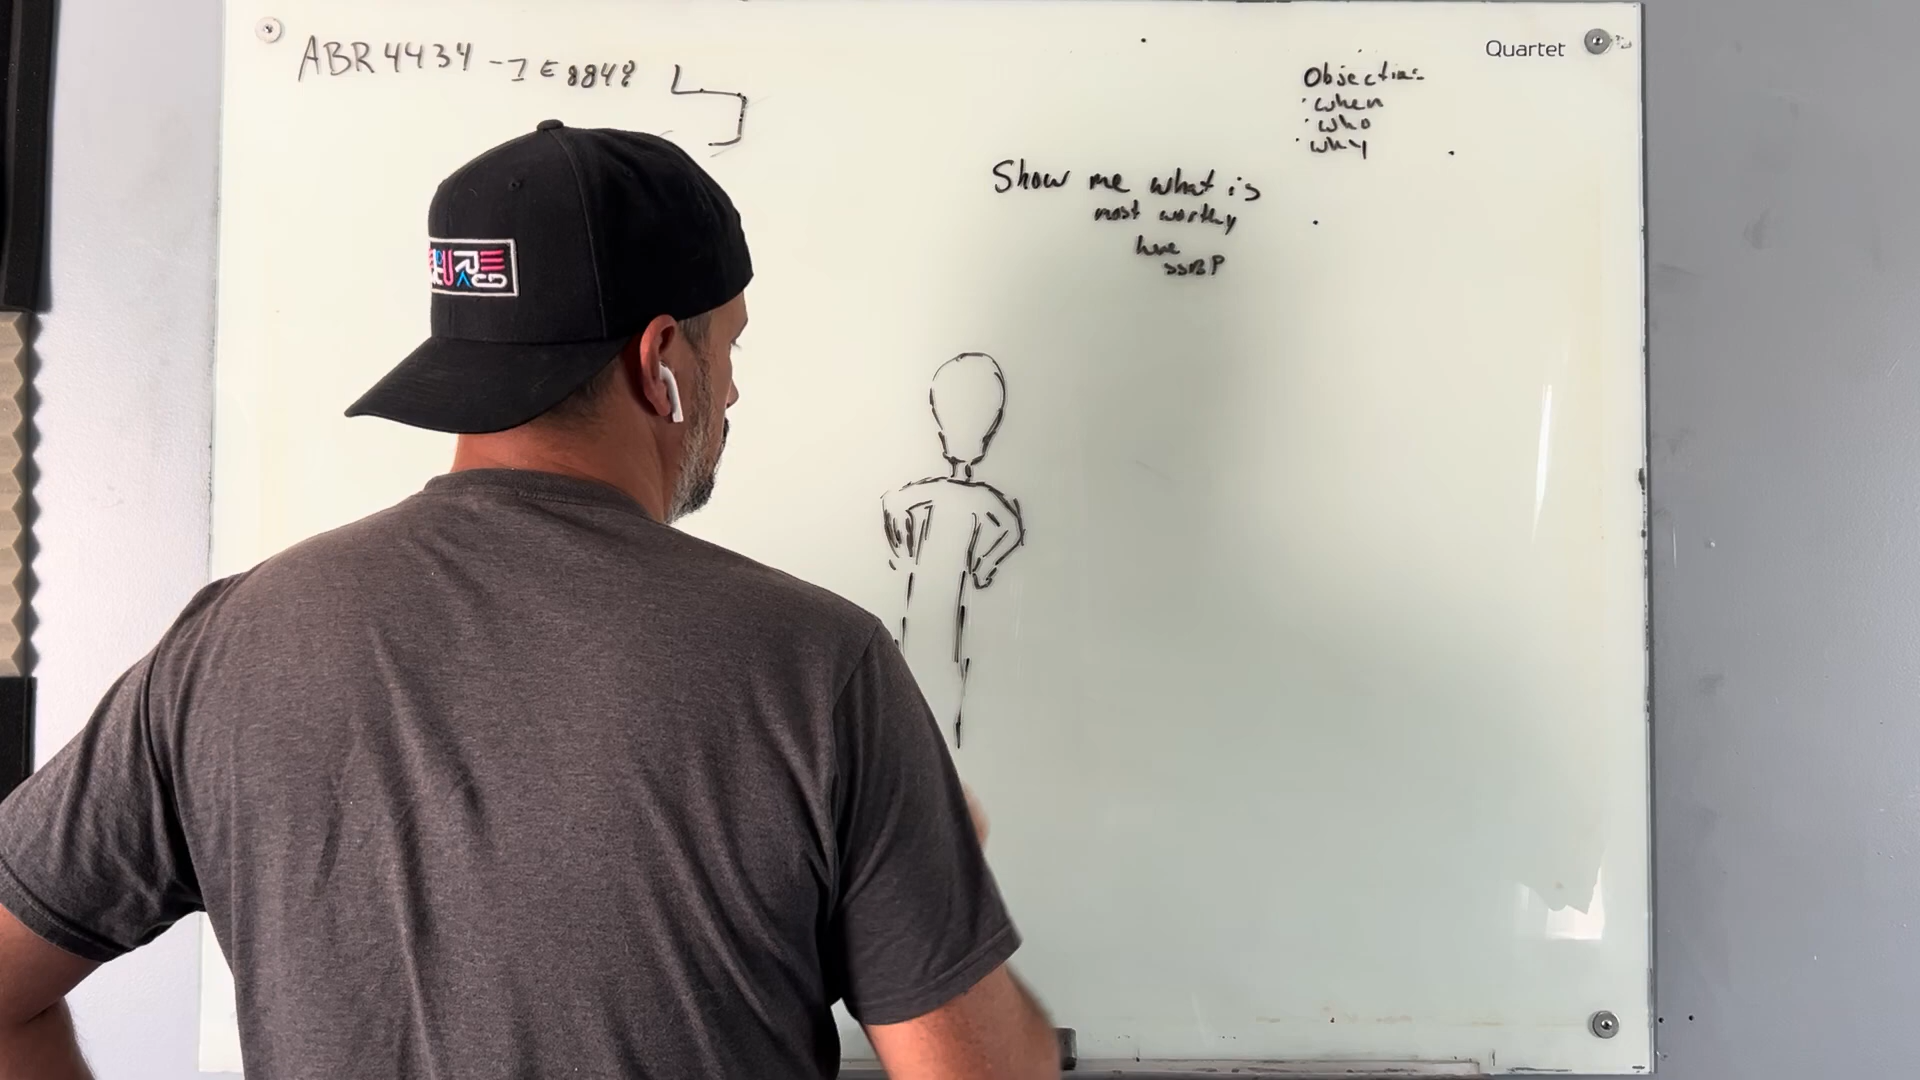 ABR4434
Quartet
Objective
· when
· who
· why
Show me what is
most worthy
here